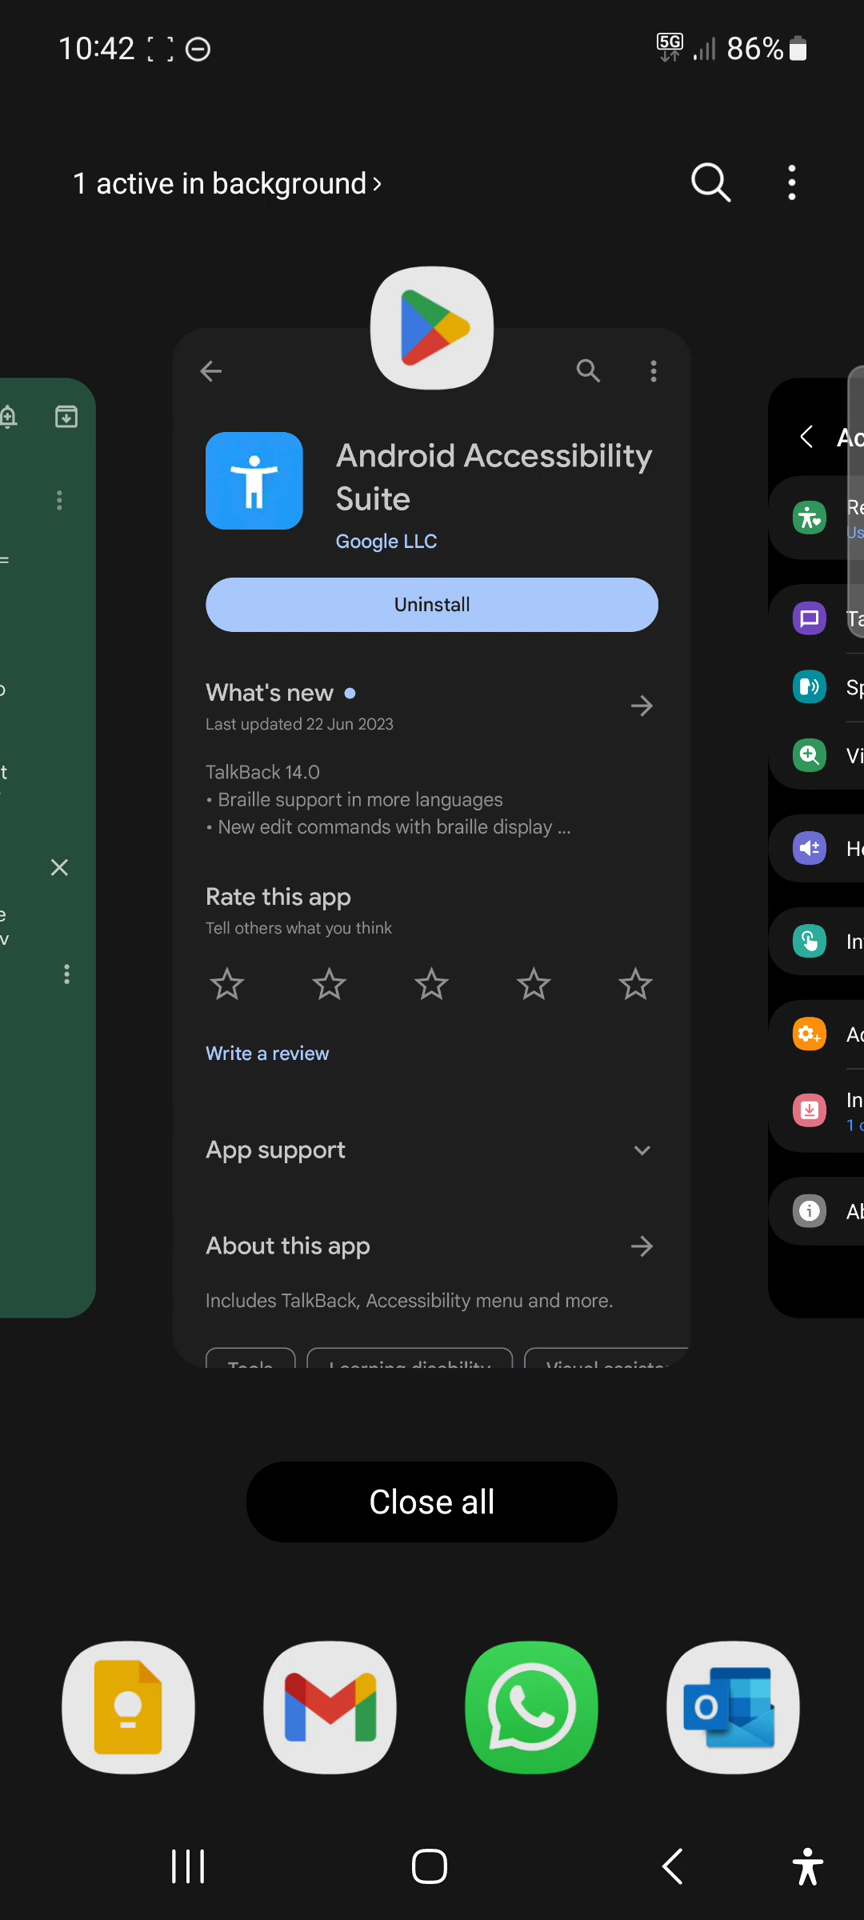 10:42
5G
86%
1 active in background
Android Accessibility
Suite
Google LLC
Uninstall
What's new
Last updated 22 Jun 2023
TalkBack 14.0
• Braille support in more languages
• New edit commands with braille display ...
Rate this app
Tell others what you think
Write a review
App support
About this app
Includes TalkBack, Accessibility menu and more.
Tools
Learning disability
Close all